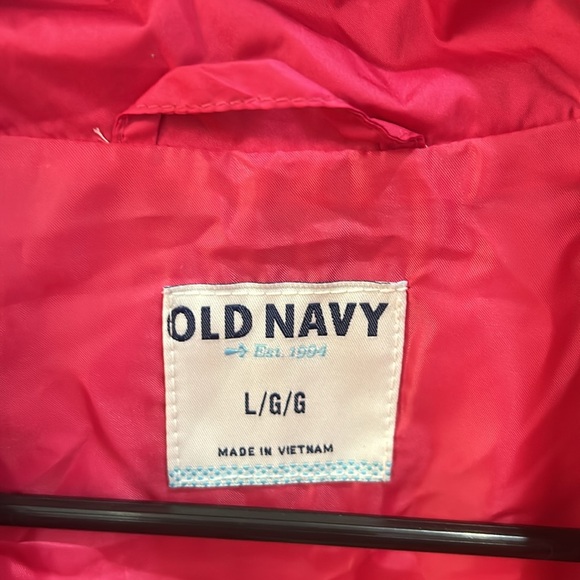 OLD NAVY
Est. 1994
L/G/G
MADE IN VIETNAM